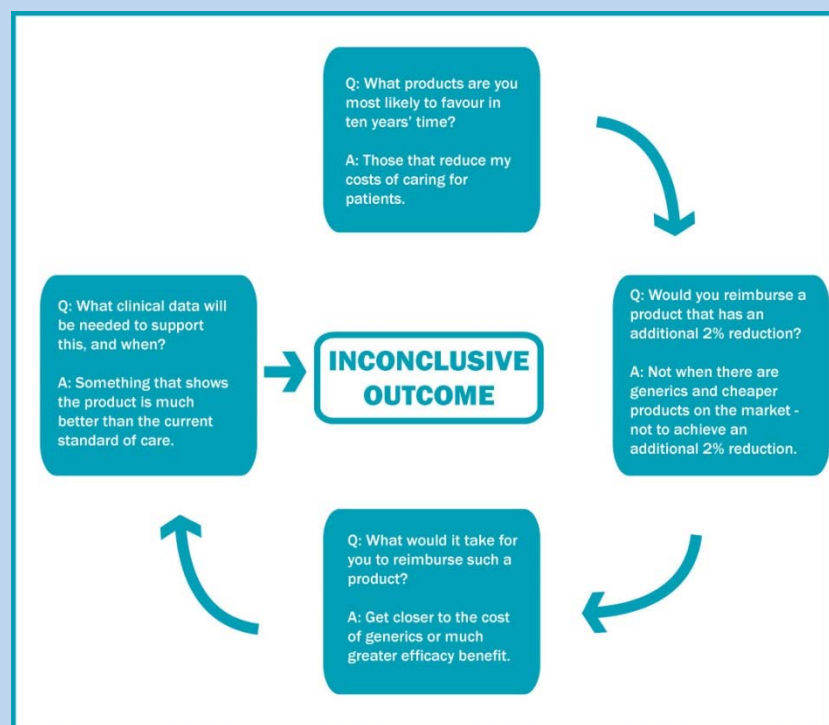 Q: What products are you
most likely to favour in
ten years' time?
A: Those that reduce my
costs of caring for
patients.
Q: Would you reimburse a
product that has an
additional 2% reduction?
A: Not when there are
generics and cheaper
products on the market -
not to achieve an
additional 2% reduction.
Q: What would it take for
you to reimburse such a
product?
A: Get closer to the cost
of generics or much
greater efficacy benefit.
Q: What clinical data will
be needed to support
this, and when?
A: Something that shows
the product is much
better than the current
standard of care.
INCONCLUSIVE
OUTCOME